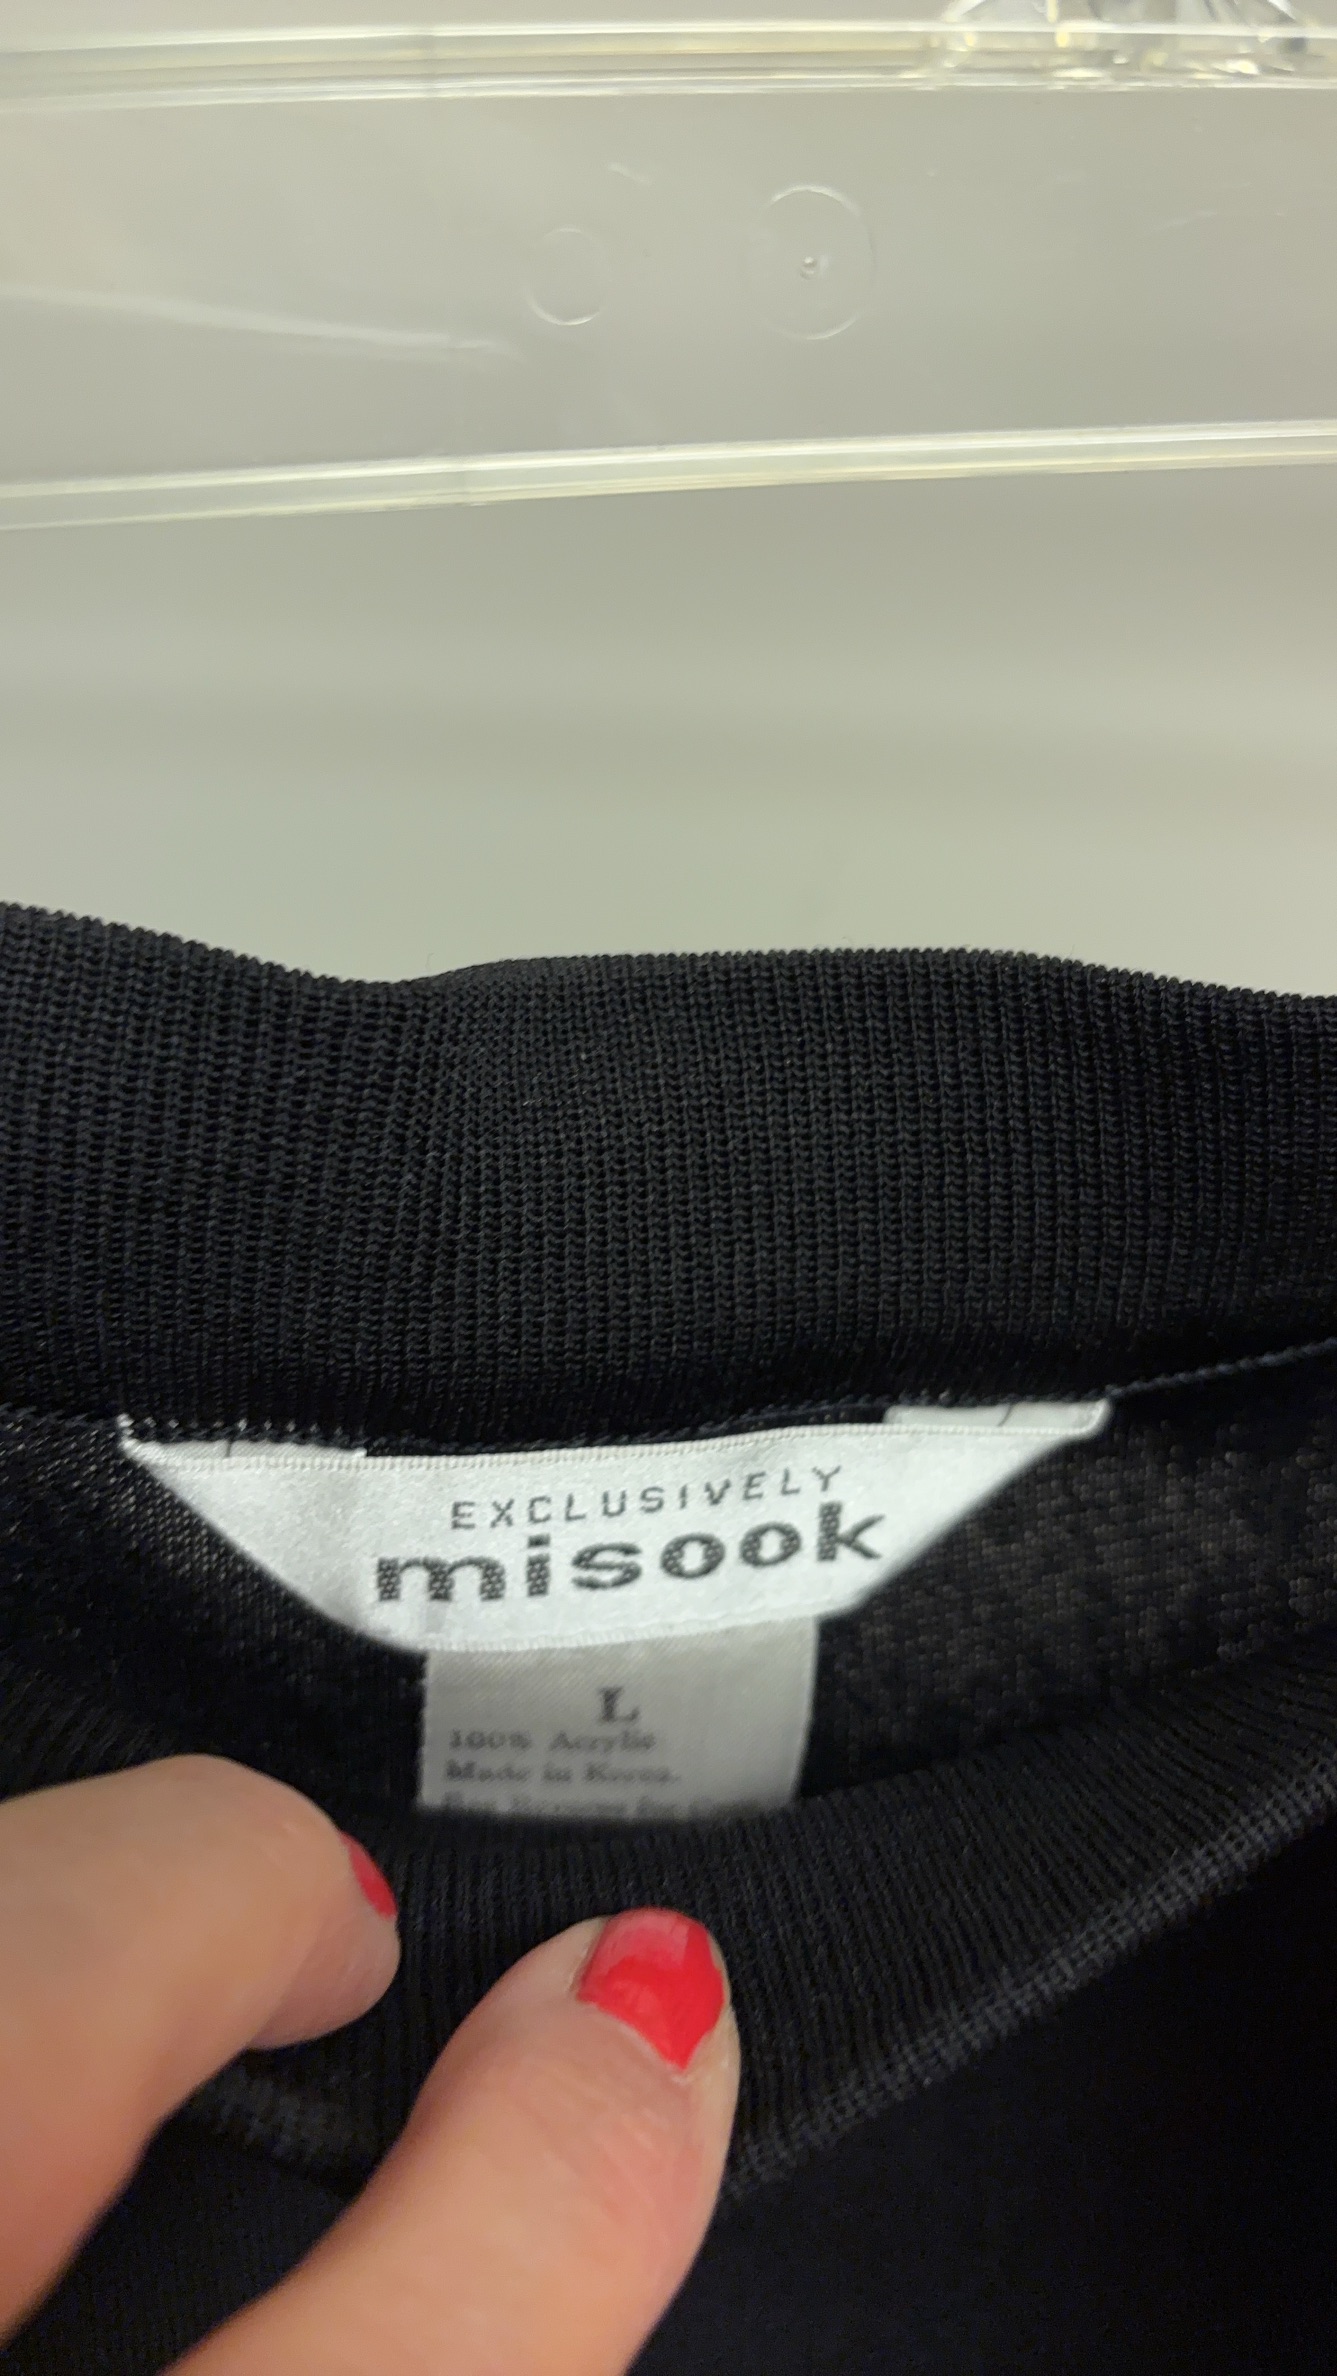 EXCLUSIVELY
misook
L
100% Acrylic
Made in Korea.